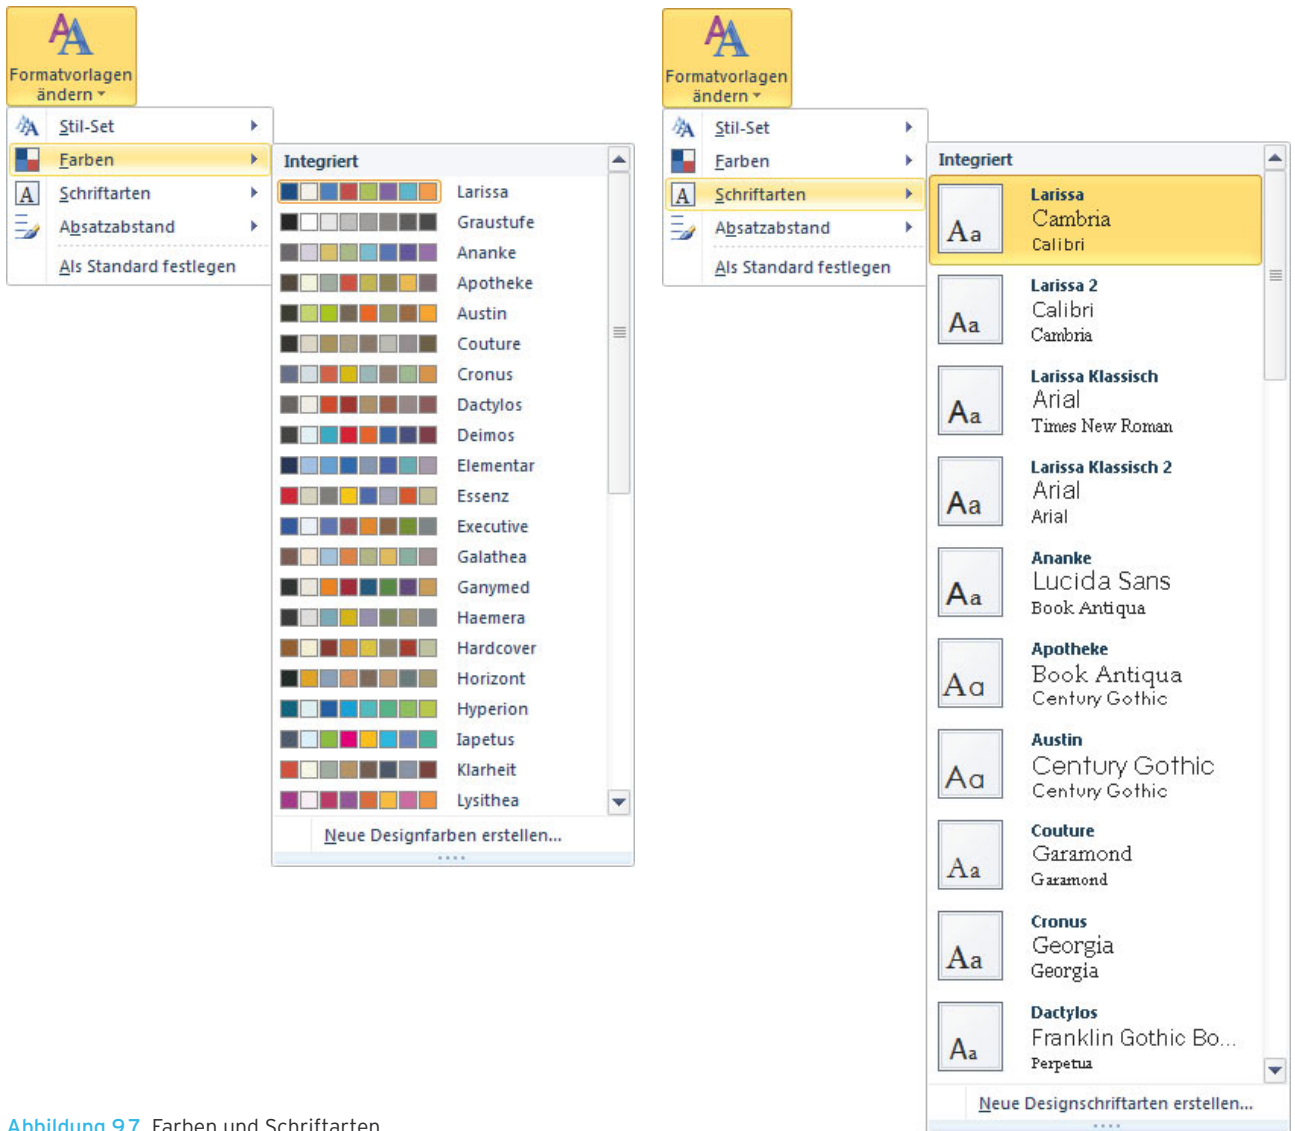 Formatvorlagen
ändern
Stil-Set
Farben
Schriftarten
Absatzabstand
Als Standard festlegen
Integriert
Larissa
Graustufe
Ananke
Apotheke
Austin
Couture
Cronus
Dactylos
Deimos
Elementar
Essenz
Executive
Galathea
Ganymed
Haemera
Hardcover
Horizont
Hyperion
Iapetus
Klarheit
Lysithea
Neue Designfarben erstellen...
Formatvorlagen
ändern
Stil-Set
Farben
Schriftarten
Absatzabstand
Als Standard festlegen
Integriert
Aa
Larissa
Cambria
Calibri
Aa
Larissa 2
Calibri
Cambria
Aa
Larissa Klassisch
Arial
Times New Roman
Aa
Larissa Klassisch 2
Arial
Arial
Aa
Ananke
Lucida Sans
Book Antiqua
Aa
Apotheke
Book Antiqua
Century Gothic
Aa
Austin
Century Gothic
Century Gothic
Aa
Couture
Garamond
Garamond
Aa
Cronus
Georgia
Georgia
Aa
Dactylos
Franklin Gothic Bo...
Perpetua
Neue Designschriftarten erstellen...
Abbildung 9.7 Farben und Schriftarten